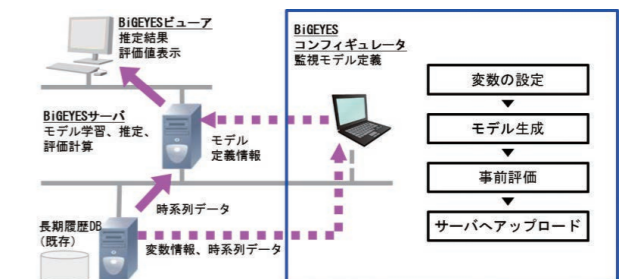 BiGEYESビューア
推定結果
評価値表示
BiGEYESサーバ
モデル学習、推定、
評価計算
モデル
定義情報
時系列データ
長期履歴DB
(既存)
変数情報、時系列データ
BiGEYES
コンフィギュレータ
監視モデル定義
変数の設定
モデル生成
事前評価
サーバへアップロード